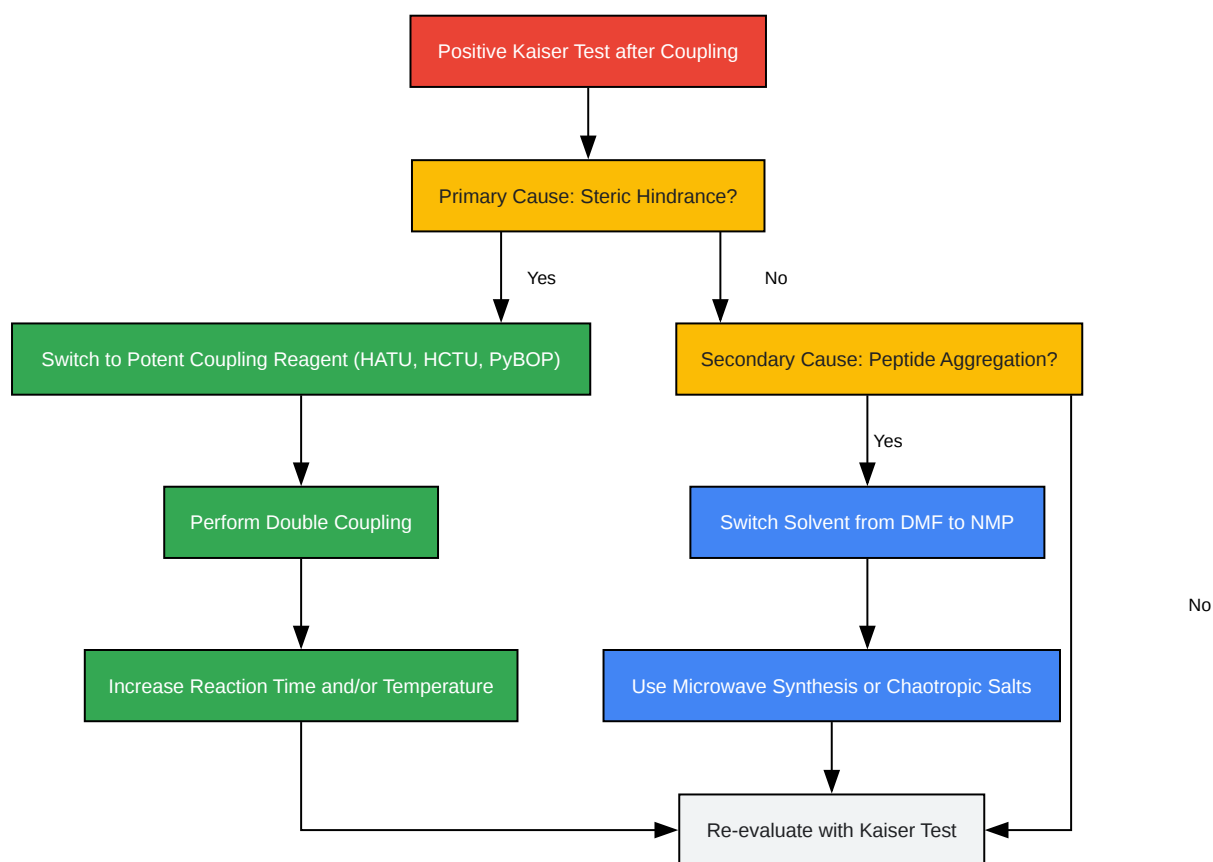 Positive Kaiser Test after Coupling
Primary Cause: Steric Hindrance?
Yes
No
Switch to Potent Coupling Reagent (HATU, HCTU, PyBOP)
Secondary Cause: Peptide Aggregation?
Yes
Perform Double Coupling
Switch Solvent from DMF to NMP
No
Increase Reaction Time and/or Temperature
Use Microwave Synthesis or Chaotropic Salts
Re-evaluate with Kaiser Test